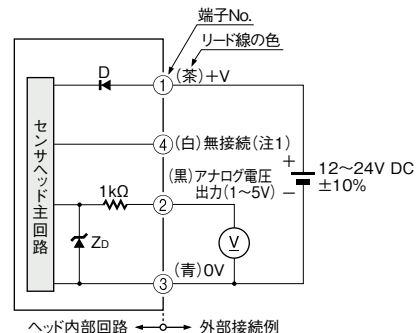 端子No.
リード線の色
D
① (茶)+V
センサヘッド主回路
④ (白)無接続(注1)
(黒)アナログ電圧
出力(1～5V)
1kΩ
②
+
−
12～24V DC
±10%
V
ZD
③ (青)0V
ヘッド内部回路
外部接続例